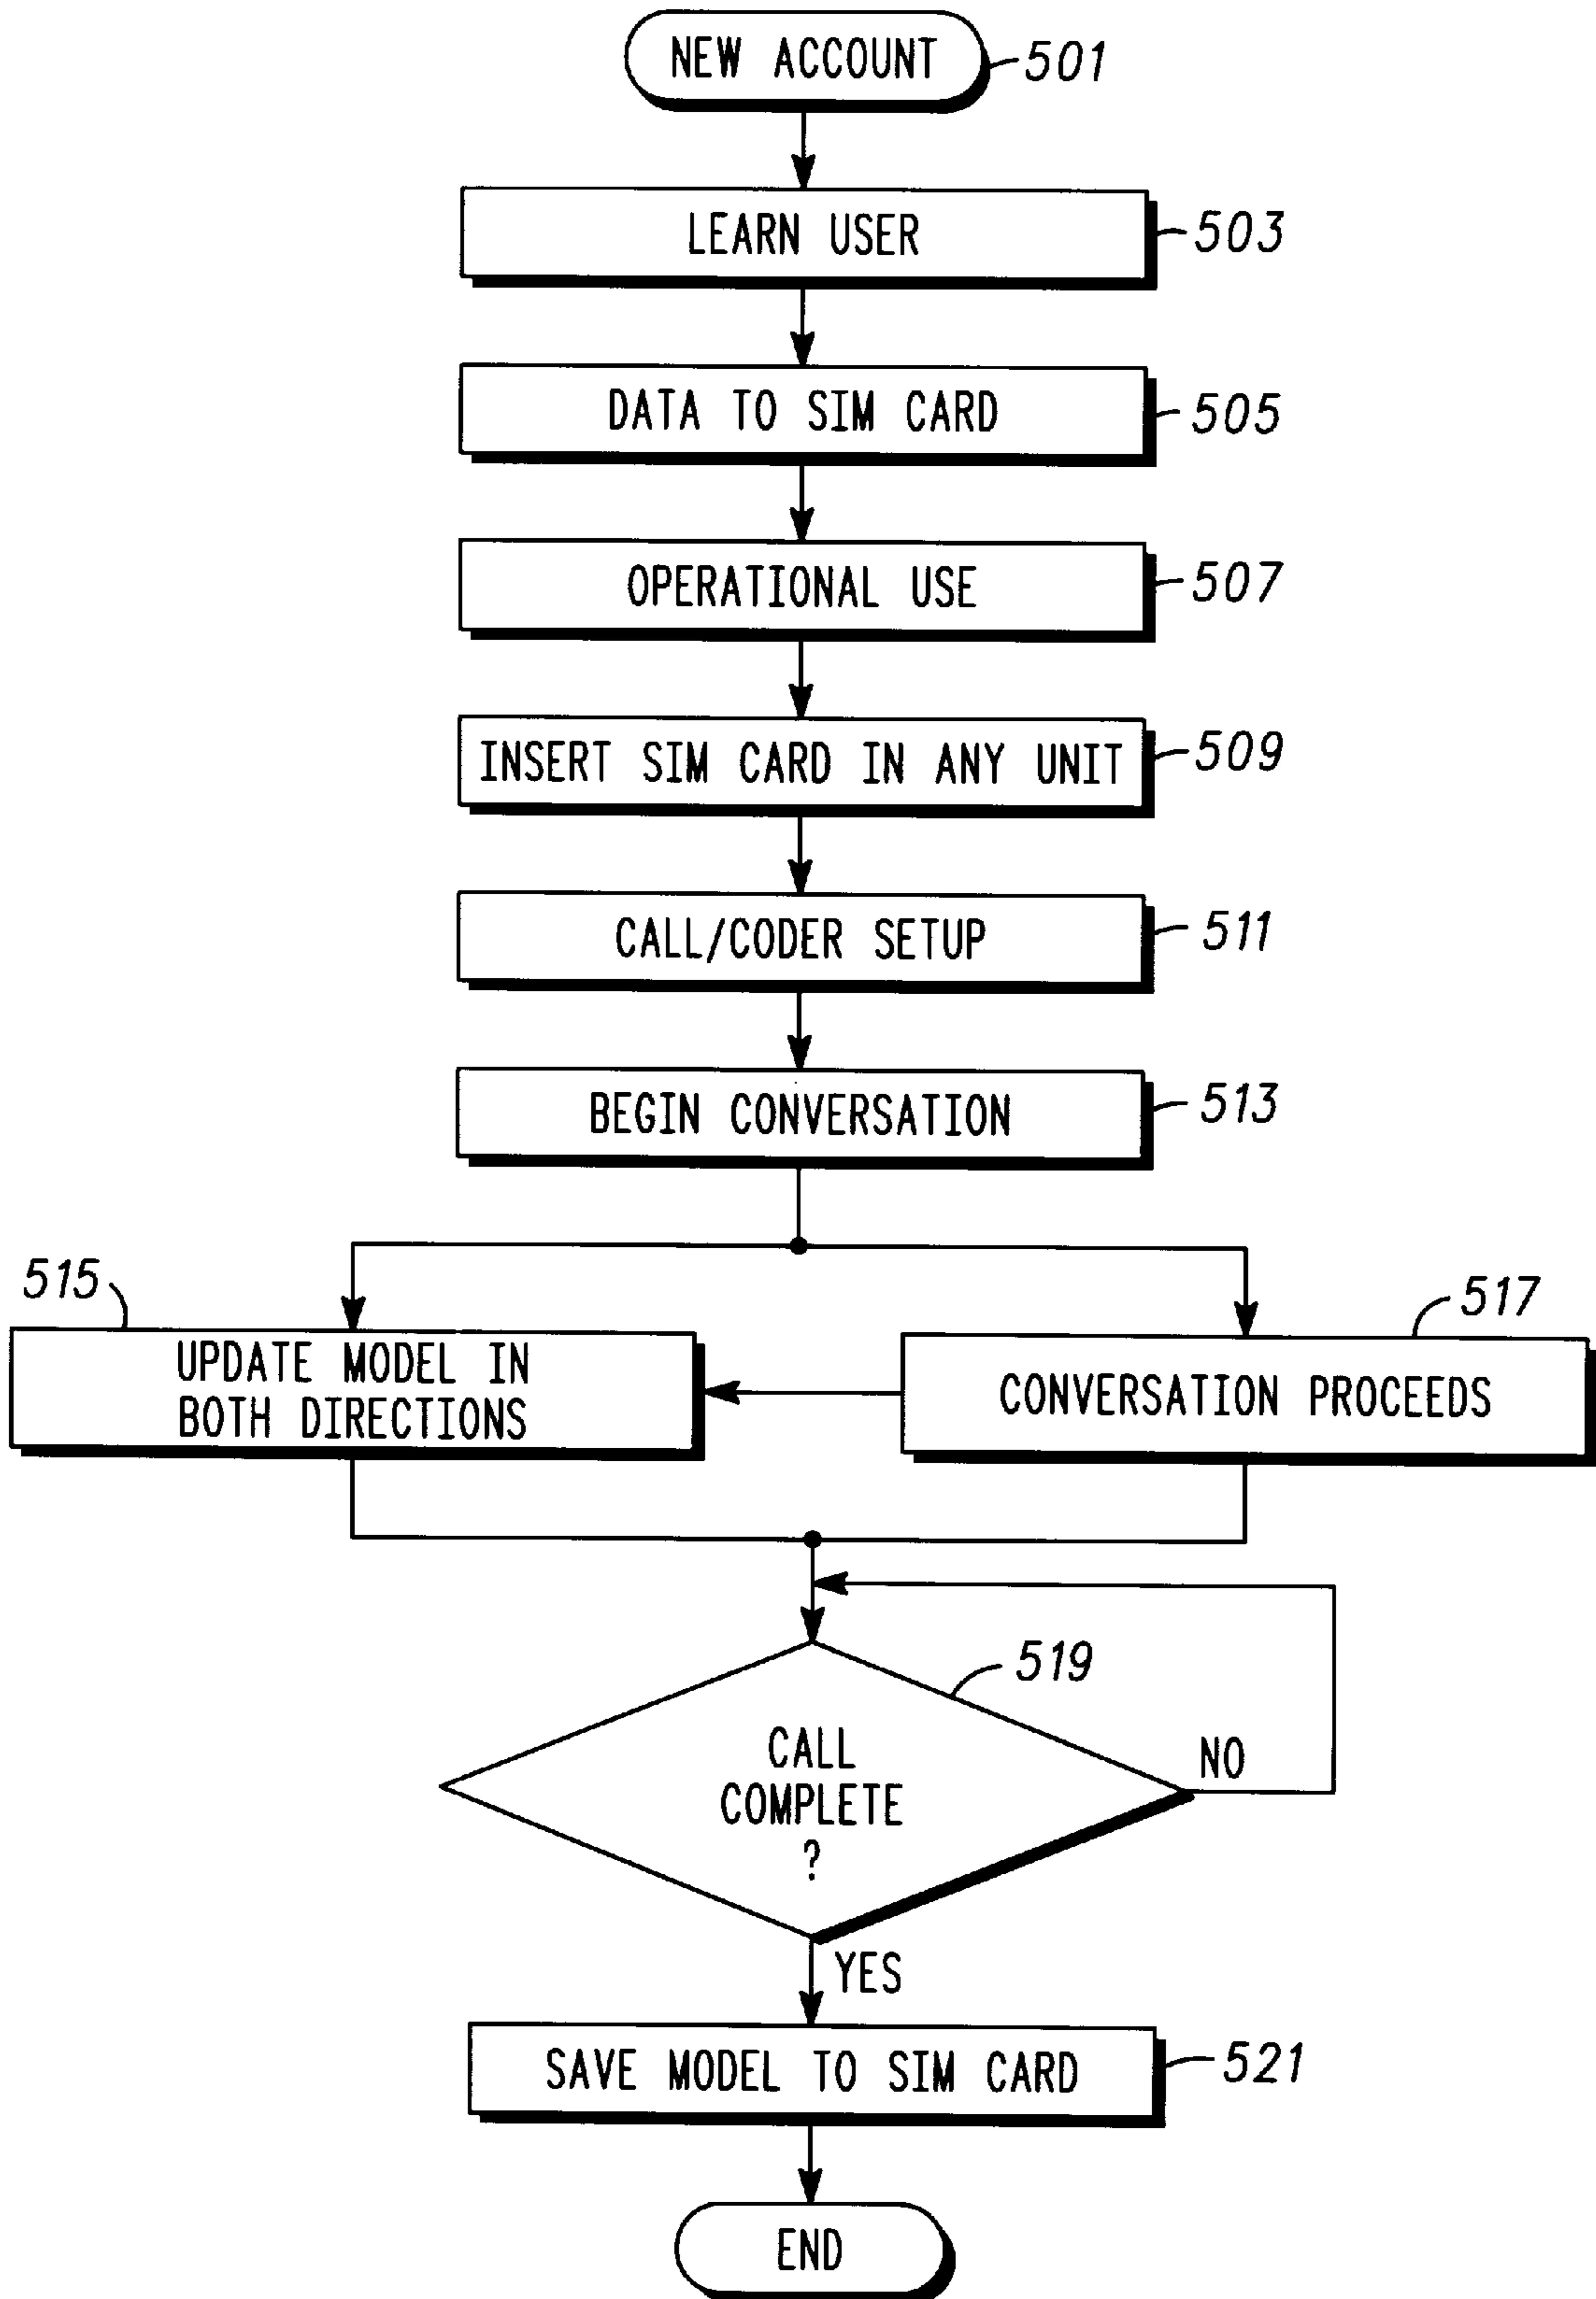 NEW ACCOUNT
501
LEARN USER
503
DATA TO SIM CARD
505
OPERATIONAL USE
507
INSERT SIM CARD IN ANY UNIT
509
CALL/CODER SETUP
511
BEGIN CONVERSATION
513
515
UPDATE MODEL IN
BOTH DIRECTIONS
517
CONVERSATION PROCEEDS
519
CALL
COMPLETE
?
NO
YES
SAVE MODEL TO SIM CARD
521
END